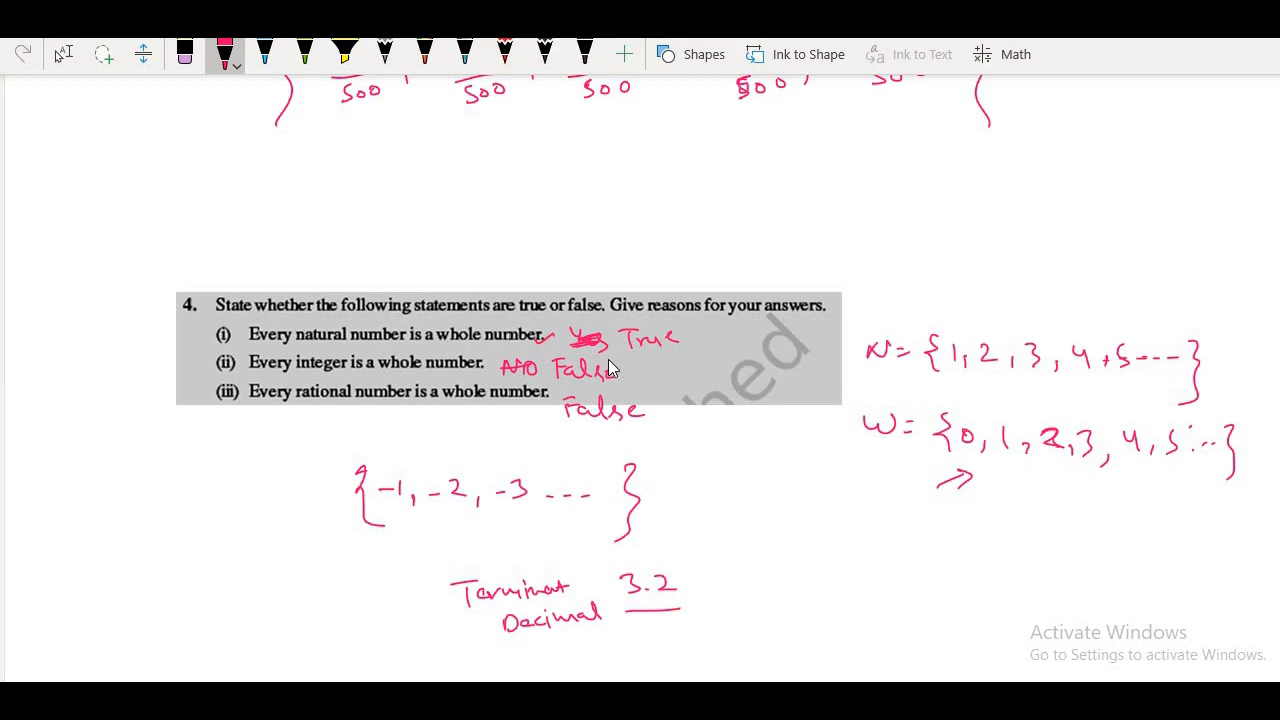 Shapes Ink to Shape Ink to Text Math
500 500 500 500
4. State whether the following statements are true or false. Give reasons for your answers.
(i) Every natural number is a whole number. True
(ii) Every integer is a whole number. False
(iii) Every rational number is a whole number.
False
N = {1, 2, 3, 4, 5 ---- }
W = {0, 1, 2, 3, 4, 5 ... }
{ -1, -2, -3 --- }
Terminat 3.2
Decimal
Activate Windows
Go to Settings to activate Windows.